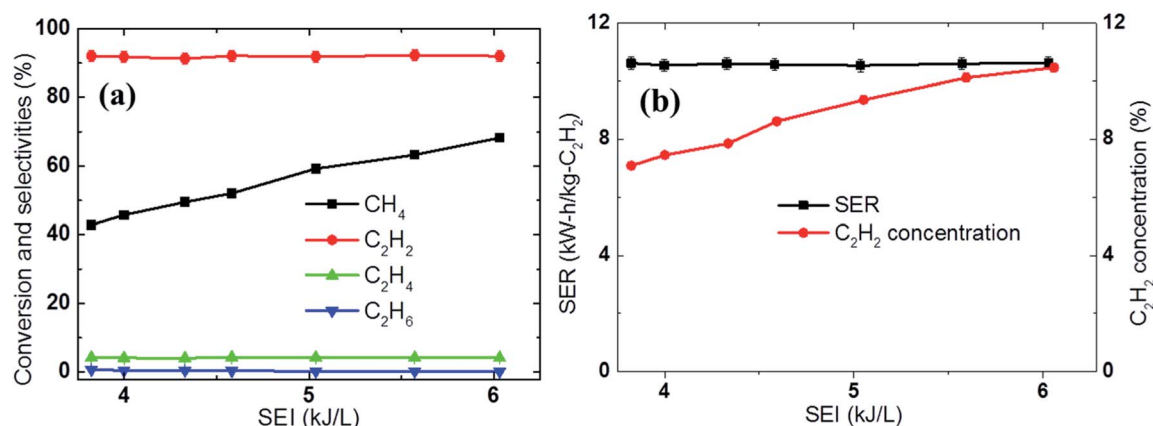 100
80
60
40
20
0
Conversion and selectivities (%)
(a)
CH₄
C₂H₂
C₂H₄
C₂H₆
4
5
6
SEI (kJ/L)
12
8
4
0
SER (kW-h/kg-C₂H₂)
(b)
SER
C₂H₂ concentration
4
5
6
SEI (kJ/L)
12
8
4
0
C₂H₂ concentration (%)